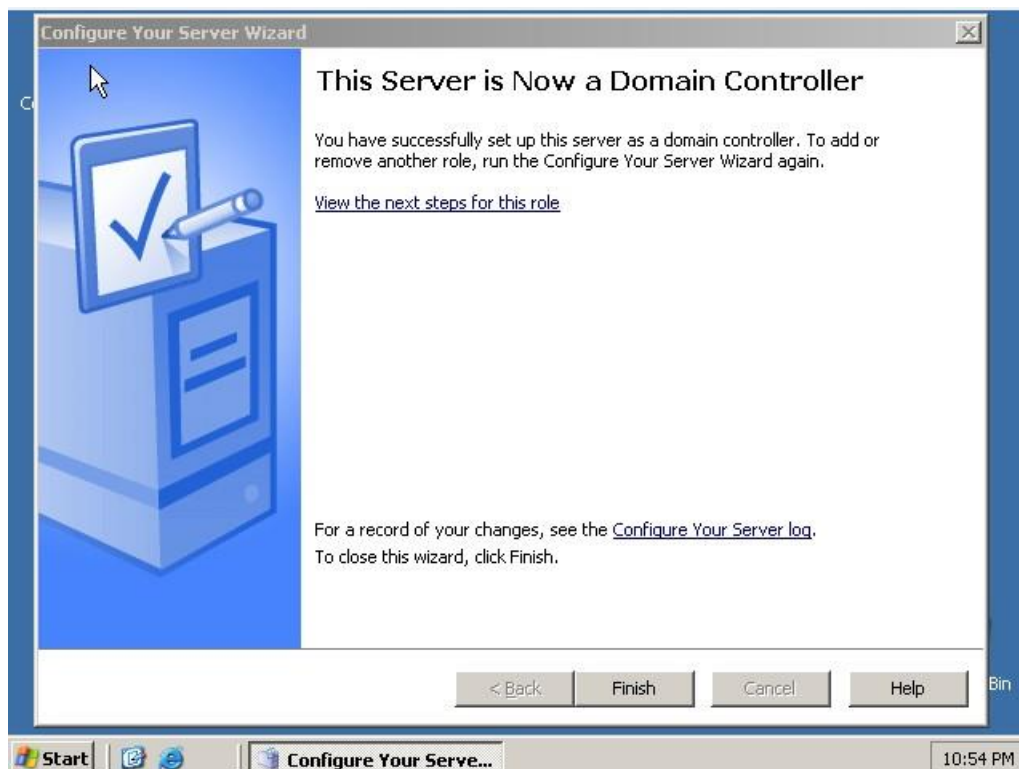 Configure Your Server Wizard
This Server is Now a Domain Controller
You have successfully set up this server as a domain controller. To add or
remove another role, run the Configure Your Server Wizard again.
View the next steps for this role
For a record of your changes, see the Configure Your Server log.
To close this wizard, click Finish.
< Back
Finish
Cancel
Help
Bin
Start
Configure Your Serve...
10:54 PM